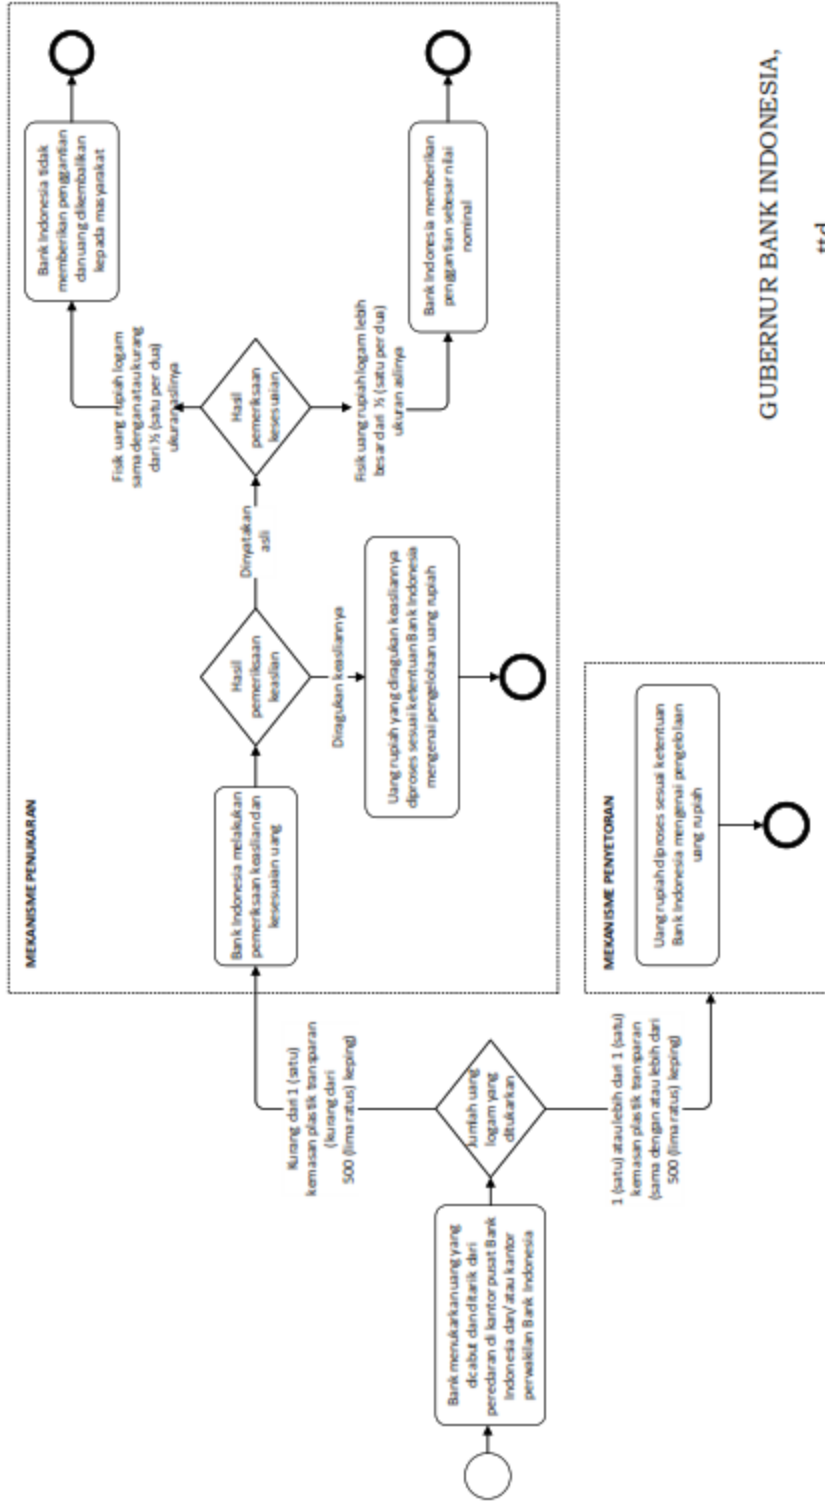 Bank menukarkan uang yang
dicabut dan ditarik dari
peredaran di kantor pusat Bank
Indonesia dan/atau kantor
perwakilan Bank Indonesia
Jumlah uang
logam yang
ditukarkan
Kurang dari 1 (satu)
kemasan plastik transparan
(kurang dari
500 (lima ratus) keping)
1 (satu) atau lebih dari 1 (satu)
kemasan plastik transparan
(sama dengan atau lebih dari
500 (lima ratus) keping)
MEKANISME PENUKARAN
Bank Indonesia melakukan
pemeriksaan keaslian dan
kesesuaian uang
Hasil
pemeriksaan
keaslian
Dinyatakan
asli
Diragukan keasliannya
Uang rupiah yang diragukan keasliannya
diproses sesuai ketentuan Bank Indonesia
mengenai pengelolaan uang rupiah
Hasil
pemeriksaan
kesesuaian
Fisik uang rupiah logam
sama dengan atau kurang
dari ½ (satu per dua)
ukuran aslinya
Bank Indonesia tidak
memberikan penggantian
dan uang dikembalikan
kepada masyarakat
Fisik uang rupiah logam lebih
besar dari ½ (satu per dua)
ukuran aslinya
Bank Indonesia memberikan
penggantian sebesar nilai
nominal
MEKANISME PENYETORAN
Uang rupiah diproses sesuai ketentuan
Bank Indonesia mengenai pengelolaan
uang rupiah
GUBERNUR BANK INDONESIA,
ttd